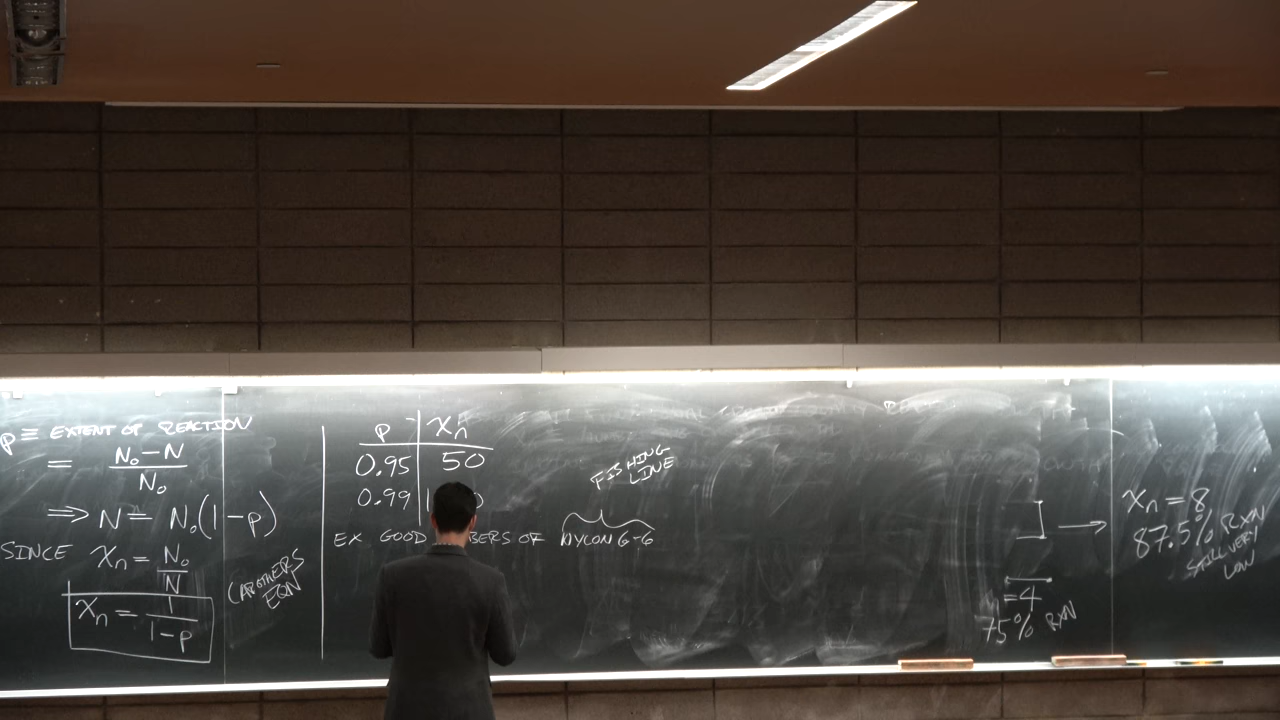 p ≡ EXTENT OF REACTION
= N₀-N / N₀
⇒ N = N₀(1-p)
SINCE Xn = N₀ / N
Xn = 1 / 1-p
(CAROTHERS EQN
p Xn
0.95 50
0.99 1
FISHING LINE
EX GOOD BERS OF NYLON 6-6
=4
75% RXN
→
Xn = 8
87.5% RXN
STILL VERY LOW